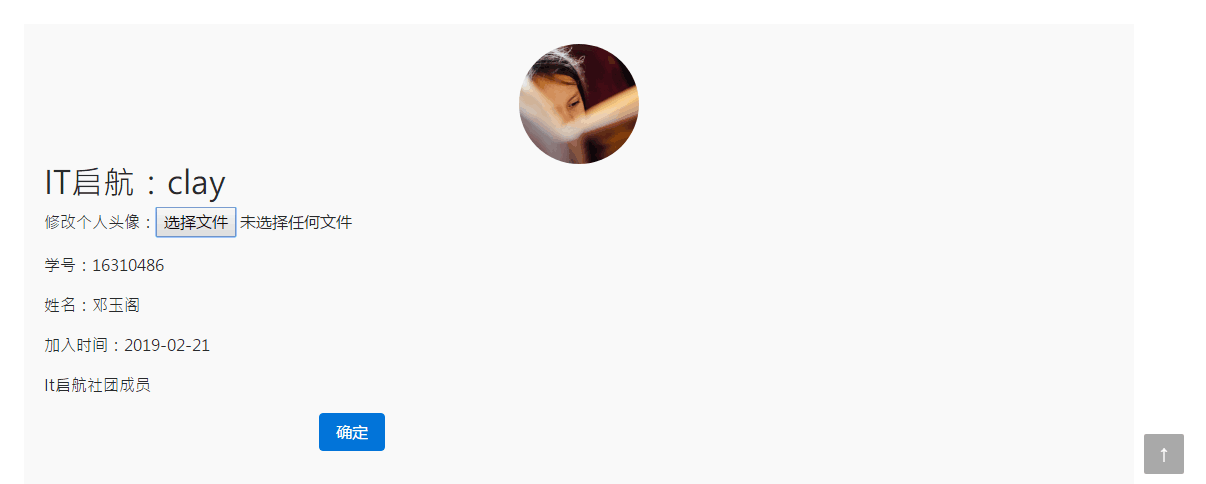 IT启航：clay
修改个人头像：选择文件 未选择任何文件
学号：16310486
姓名：邓玉阁
加入时间：2019-02-21
It启航社团成员
确定
↑